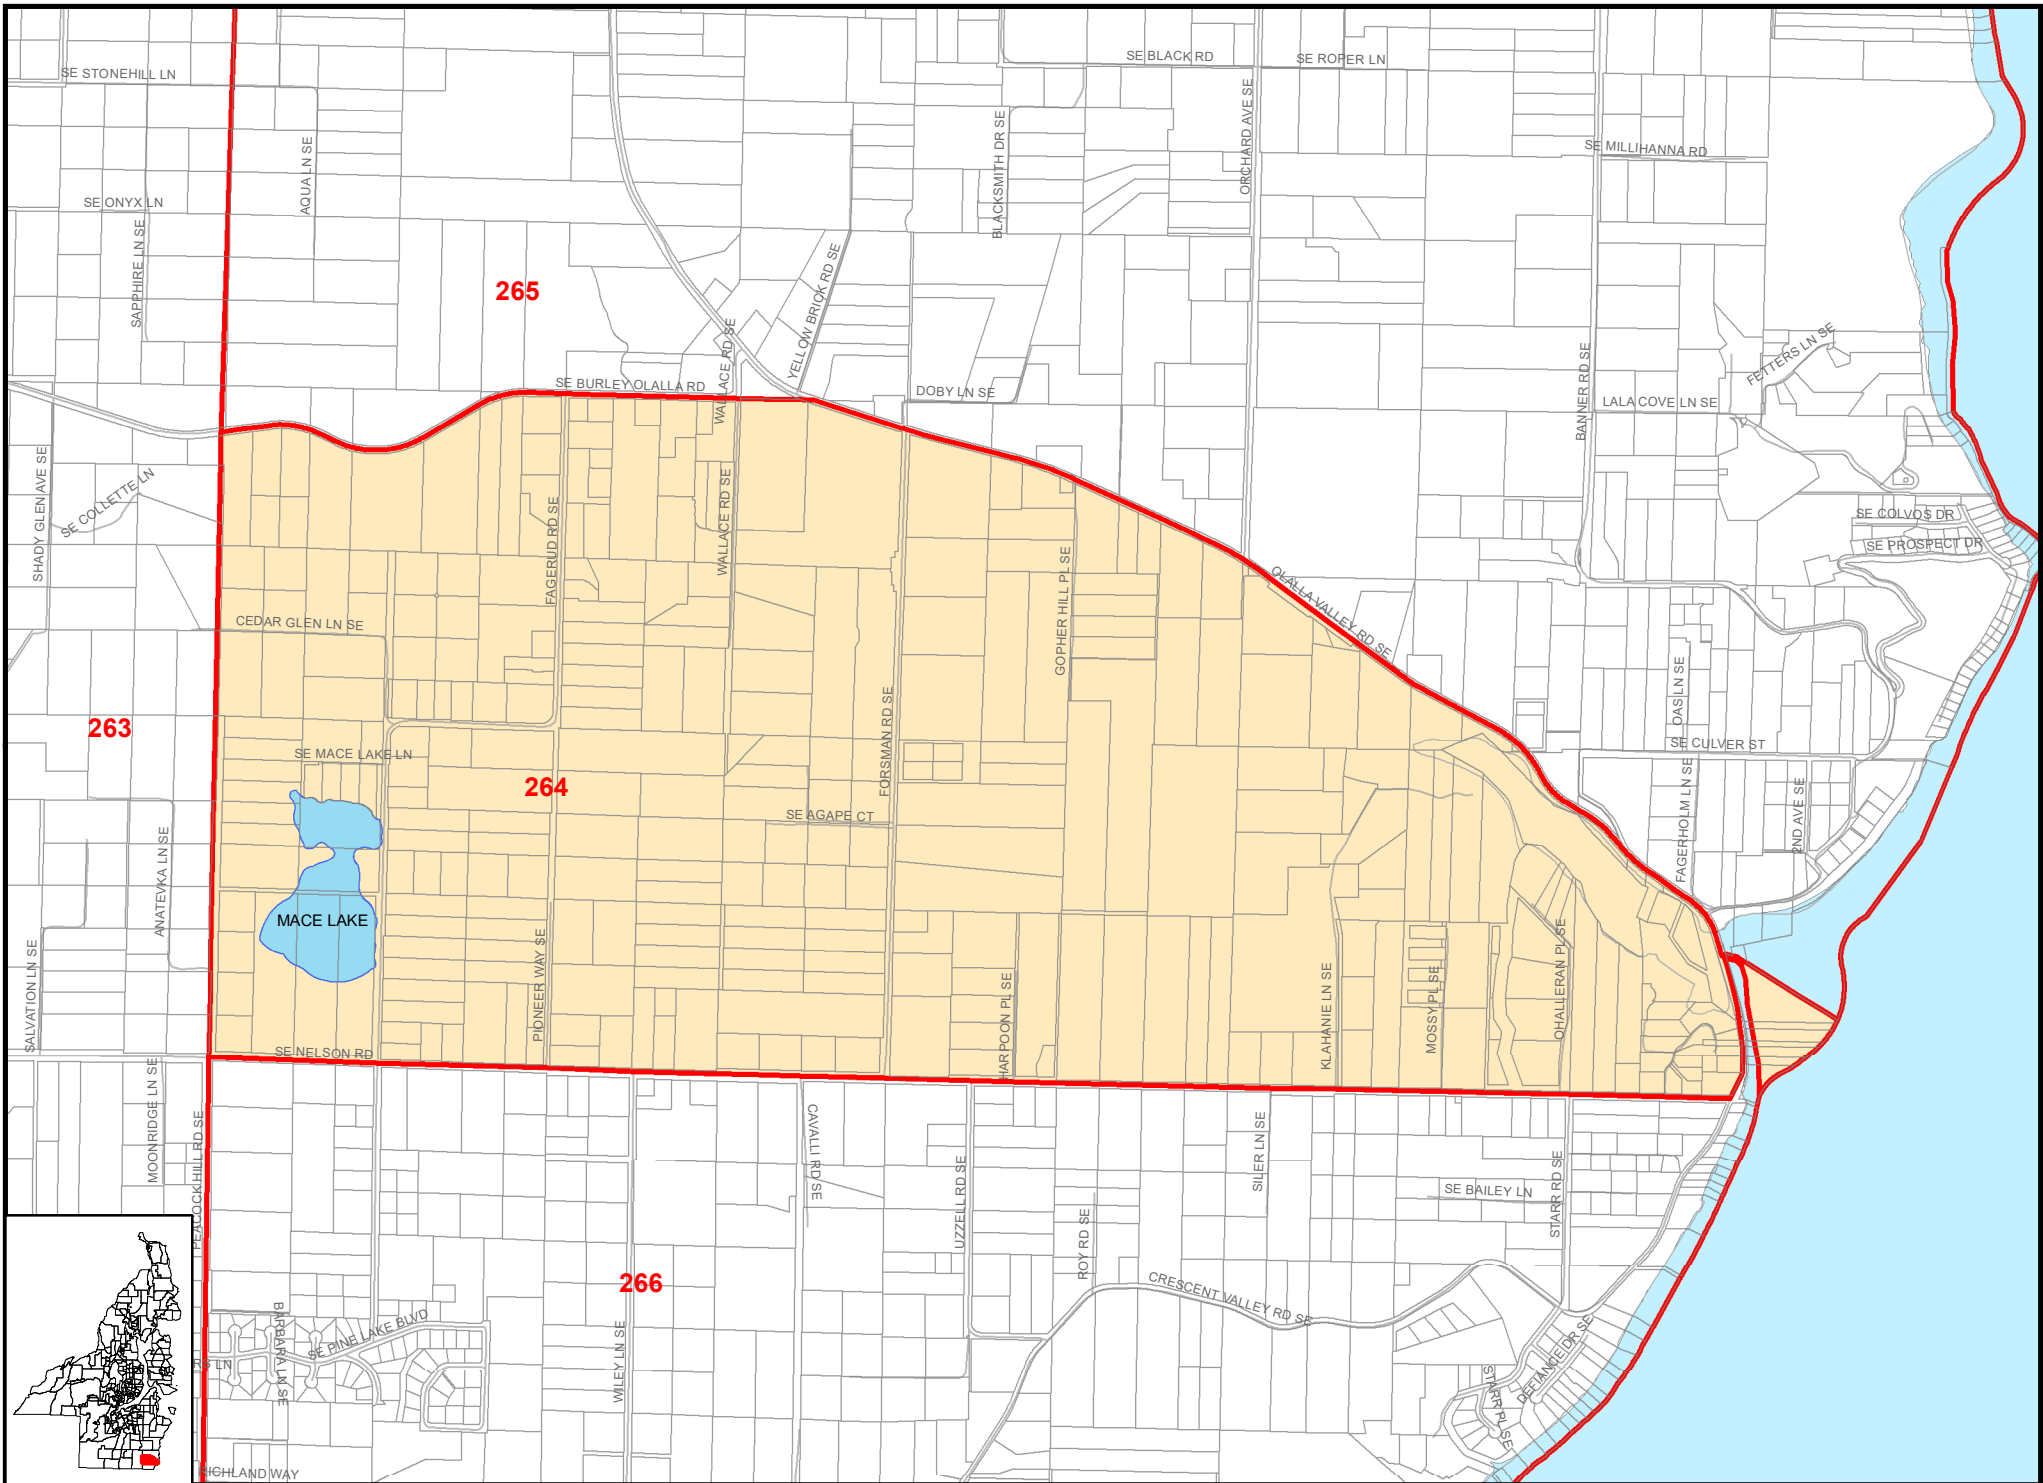 SE BLACK RD
SE ROPER LN
SE STONEHILL LN
ORCHARD AVE SE
BLACKSMITH DR SE
AQUA LN SE
SE MILLIHANNA RD
SE ONYX LN
SAPPHIRE LN SE
265
YELLOW BRICK RD SE
WALLACE RD SE
FETTERS LN SE
BANNER RD SE
SE BURLEY OLALLA RD
DOBY LN SE
LALA COVE LN SE
SHADY GLEN AVE SE
SE COLLETTE LN
FAGERUD RD SE
WALLACE RD SE
SE COLVOS DR
SE PROSPECT DR
GOPHER HILL PL SE
OLALLA VALLEY RD SE
CEDAR GLEN LN SE
OASI LN SE
263
FORSMAN RD SE
SE CULVER ST
SE MACE LAKE LN
264
FAGERHOLM LN SE
2ND AVE SE
SE AGAPE CT
ANATEVKA LN SE
MACE LAKE
SALVATION LN SE
PIONEER WAY SE
HARPOON PL SE
KLAHANIE LN SE
MOSSY PL SE
OHALLERAN PL SE
SE NELSON RD
MOONRIDGE LN SE
PEACOCK HILL RD SE
CAVALLI RD SE
UZZELL RD SE
SILER LN SE
SE BAILEY LN
STARR RD SE
ROY RD SE
266
CRESCENT VALLEY RD SE
BARBARA LN SE
SE PINE LAKE BLVD
WILEY LN SE
RS LN
DEFIANCE DR SE
STARR PL SE
RICHLAND WAY